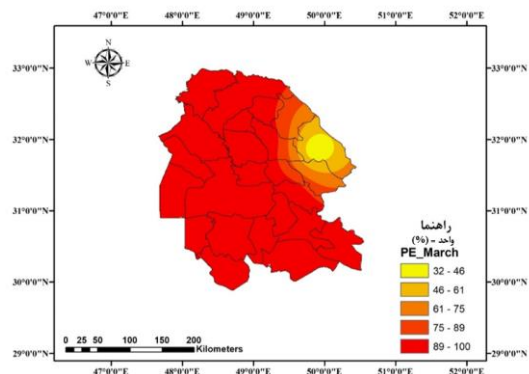 47°0'0"E 48°0'0"E 49°0'0"E 50°0'0"E 51°0'0"E 52°0'0"E
33°0'0"N 33°0'0"N
32°0'0"N 32°0'0"N
31°0'0"N 31°0'0"N
30°0'0"N 30°0'0"N
29°0'0"N 29°0'0"N
N
W E
S
راهنما
واحد - (%)
PE_March
32 - 46
46 - 61
61 - 75
75 - 89
89 - 100
0 25 50 100 150 200
Kilometers
47°0'0"E 48°0'0"E 49°0'0"E 50°0'0"E 51°0'0"E 52°0'0"E